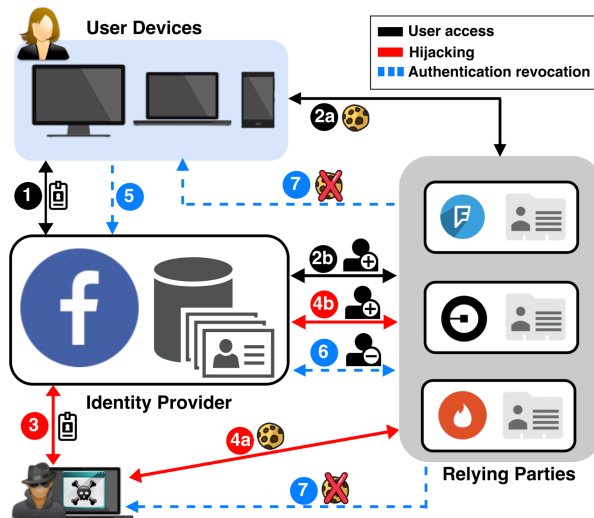 User Devices
User access
Hijacking
Authentication revocation
2a
1
5
7
2b
4b
6
Identity Provider
3
4a
7
Relying Parties